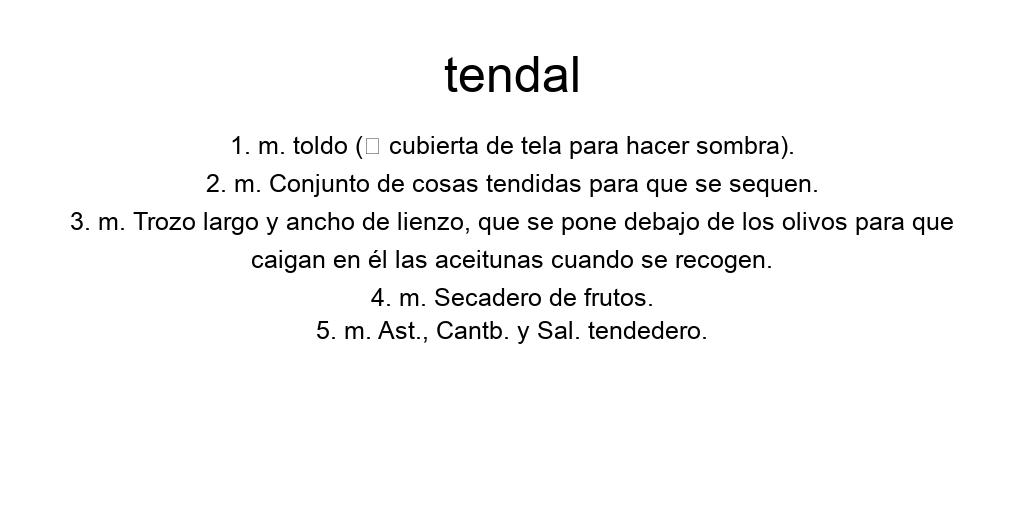 tendal
1. m. toldo (▯ cubierta de tela para hacer sombra).
2. m. Conjunto de cosas tendidas para que se sequen.
3. m. Trozo largo y ancho de lienzo, que se pone debajo de los olivos para que
caigan en él las aceitunas cuando se recogen.
4. m. Secadero de frutos.
5. m. Ast., Cantb. y Sal. tendedero.